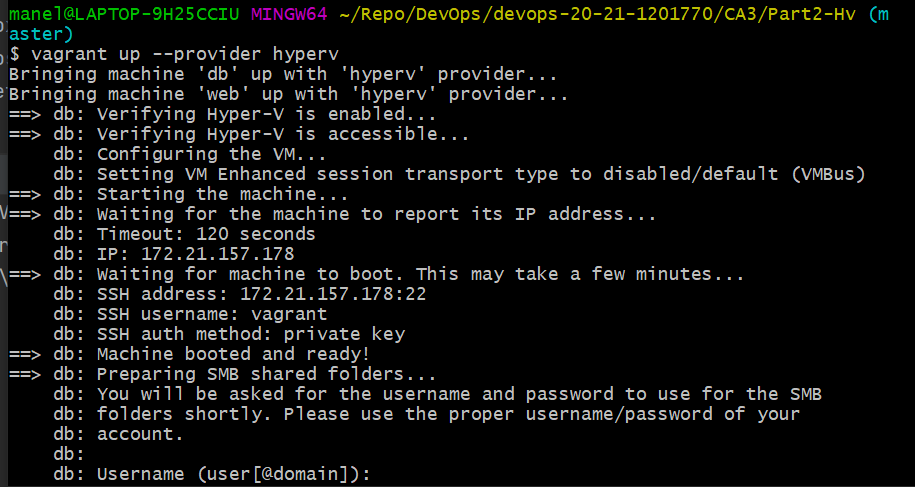 manel@LAPTOP-9H25CCIU MINGW64 ~/Repo/DevOps/devops-20-21-1201770/CA3/Part2-Hv (m
aster)
$ vagrant up --provider hyperv
Bringing machine 'db' up with 'hyperv' provider...
Bringing machine 'web' up with 'hyperv' provider...
==> db: Verifying Hyper-V is enabled...
==> db: Verifying Hyper-V is accessible...
    db: Configuring the VM...
    db: Setting VM Enhanced session transport type to disabled/default (VMBus)
==> db: Starting the machine...
==> db: Waiting for the machine to report its IP address...
    db: Timeout: 120 seconds
    db: IP: 172.21.157.178
==> db: Waiting for machine to boot. This may take a few minutes...
    db: SSH address: 172.21.157.178:22
    db: SSH username: vagrant
    db: SSH auth method: private key
==> db: Machine booted and ready!
==> db: Preparing SMB shared folders...
    db: You will be asked for the username and password to use for the SMB
    db: folders shortly. Please use the proper username/password of your
    db: account.
    db:
    db: Username (user[@domain]):